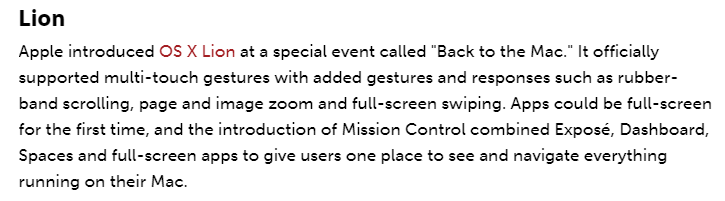 Lion
Apple introduced OS X Lion at a special event called "Back to the Mac." It officially
supported multi-touch gestures with added gestures and responses such as rubber-
band scrolling, page and image zoom and full-screen swiping. Apps could be full-screen
for the first time, and the introduction of Mission Control combined Exposé, Dashboard,
Spaces and full-screen apps to give users one place to see and navigate everything
running on their Mac.